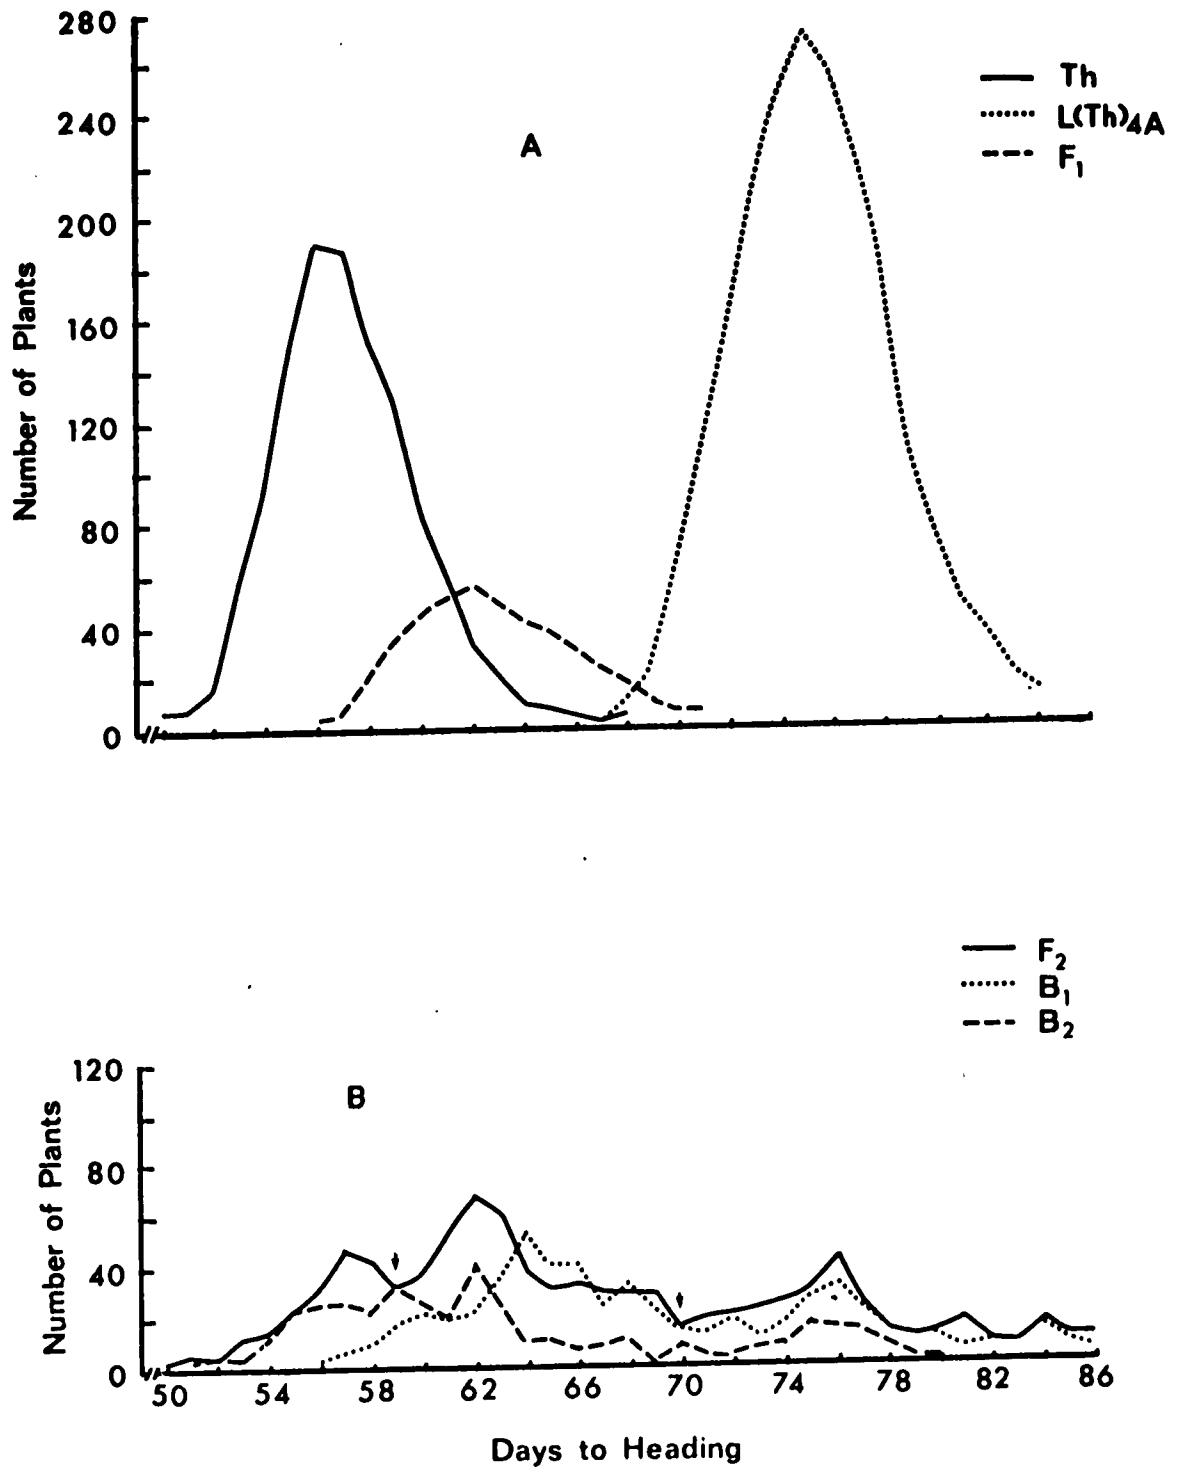 280
240
200
160
120
80
40
0
Number of Plants
A
Th
L(Th)4A
F1
F2
B1
B2
120
80
40
0
Number of Plants
B
50 54 58 62 66 70 74 78 82 86
Days to Heading